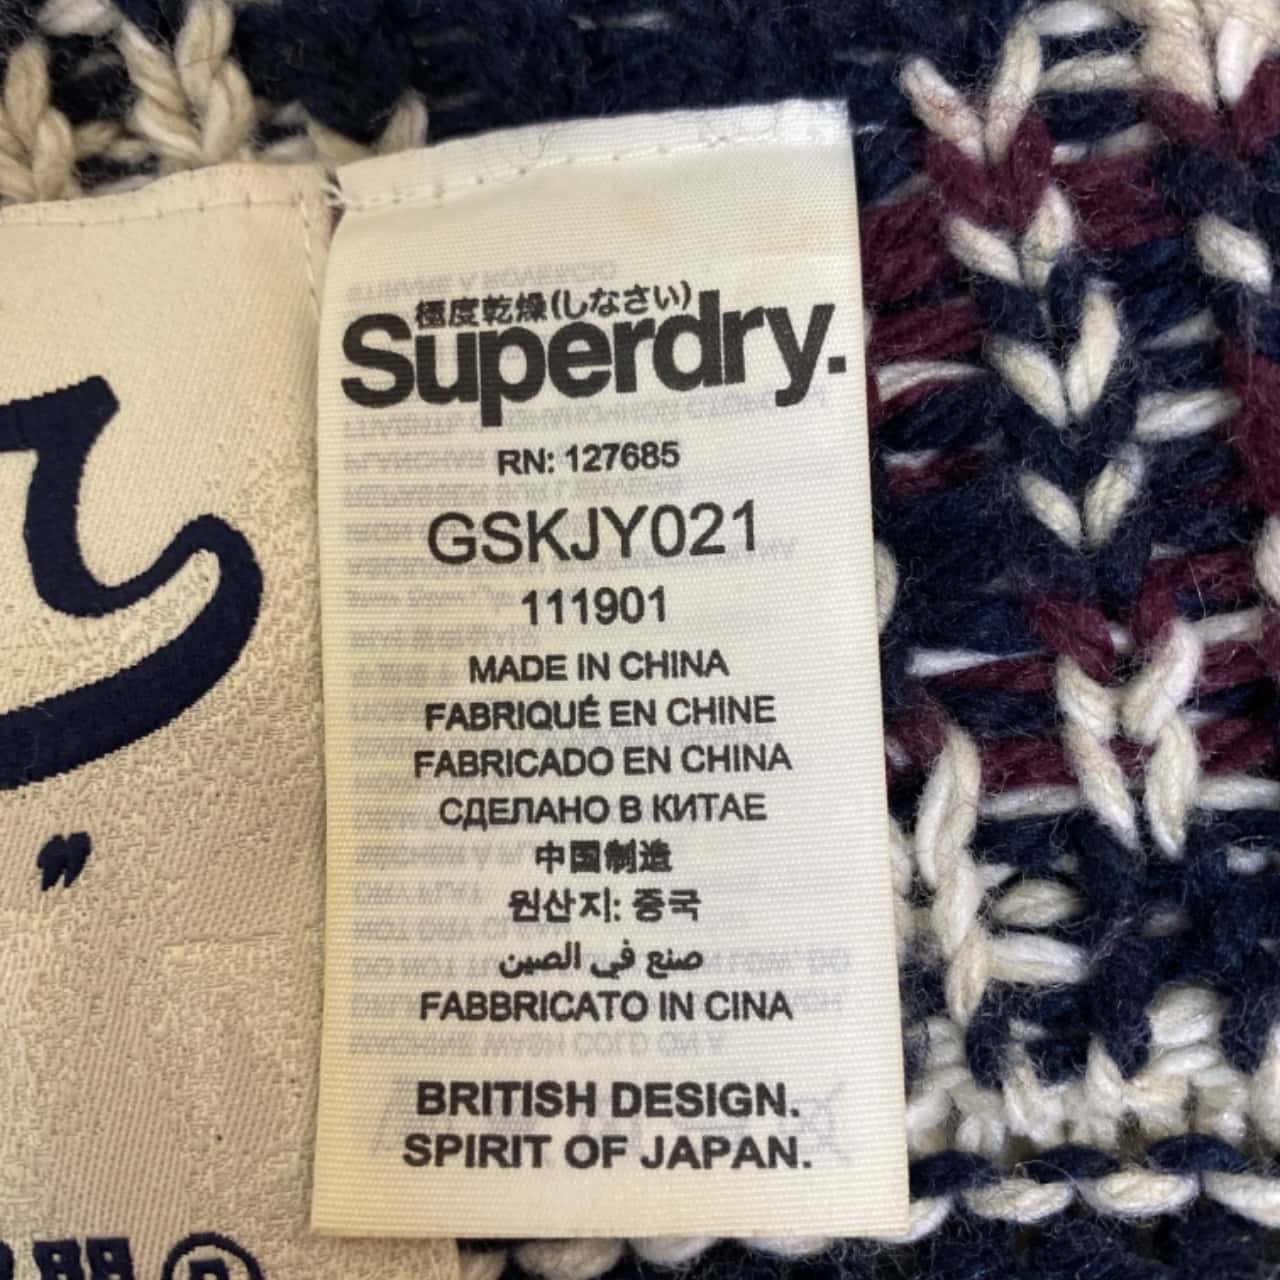 極度乾燥(しなさい)
Superdry.
RN: 127685
GSKJY021
111901
MADE IN CHINA
FABRIQUÉ EN CHINE
FABRICADO EN CHINA
СДЕЛАНО В КИТАЕ
中国制造
원산지: 중국
صنع في الصين
FABBRICATO IN CINA
BRITISH DESIGN.
SPIRIT OF JAPAN.